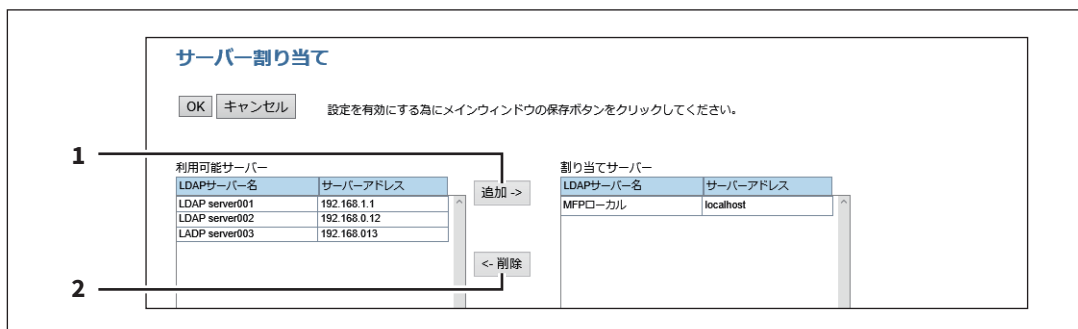 サーバー割り当て
OK キャンセル 設定を有効にする為にメインウィンドウの保存ボタンをクリックしてください。
1
利用可能サーバー
LDAPサーバー名 サーバーアドレス
LDAP server001 192.168.1.1
LDAP server002 192.168.0.12
LADP server003 192.168.013
追加 ->
<- 削除
2
割り当てサーバー
LDAPサーバー名 サーバーアドレス
MFPローカル localhost